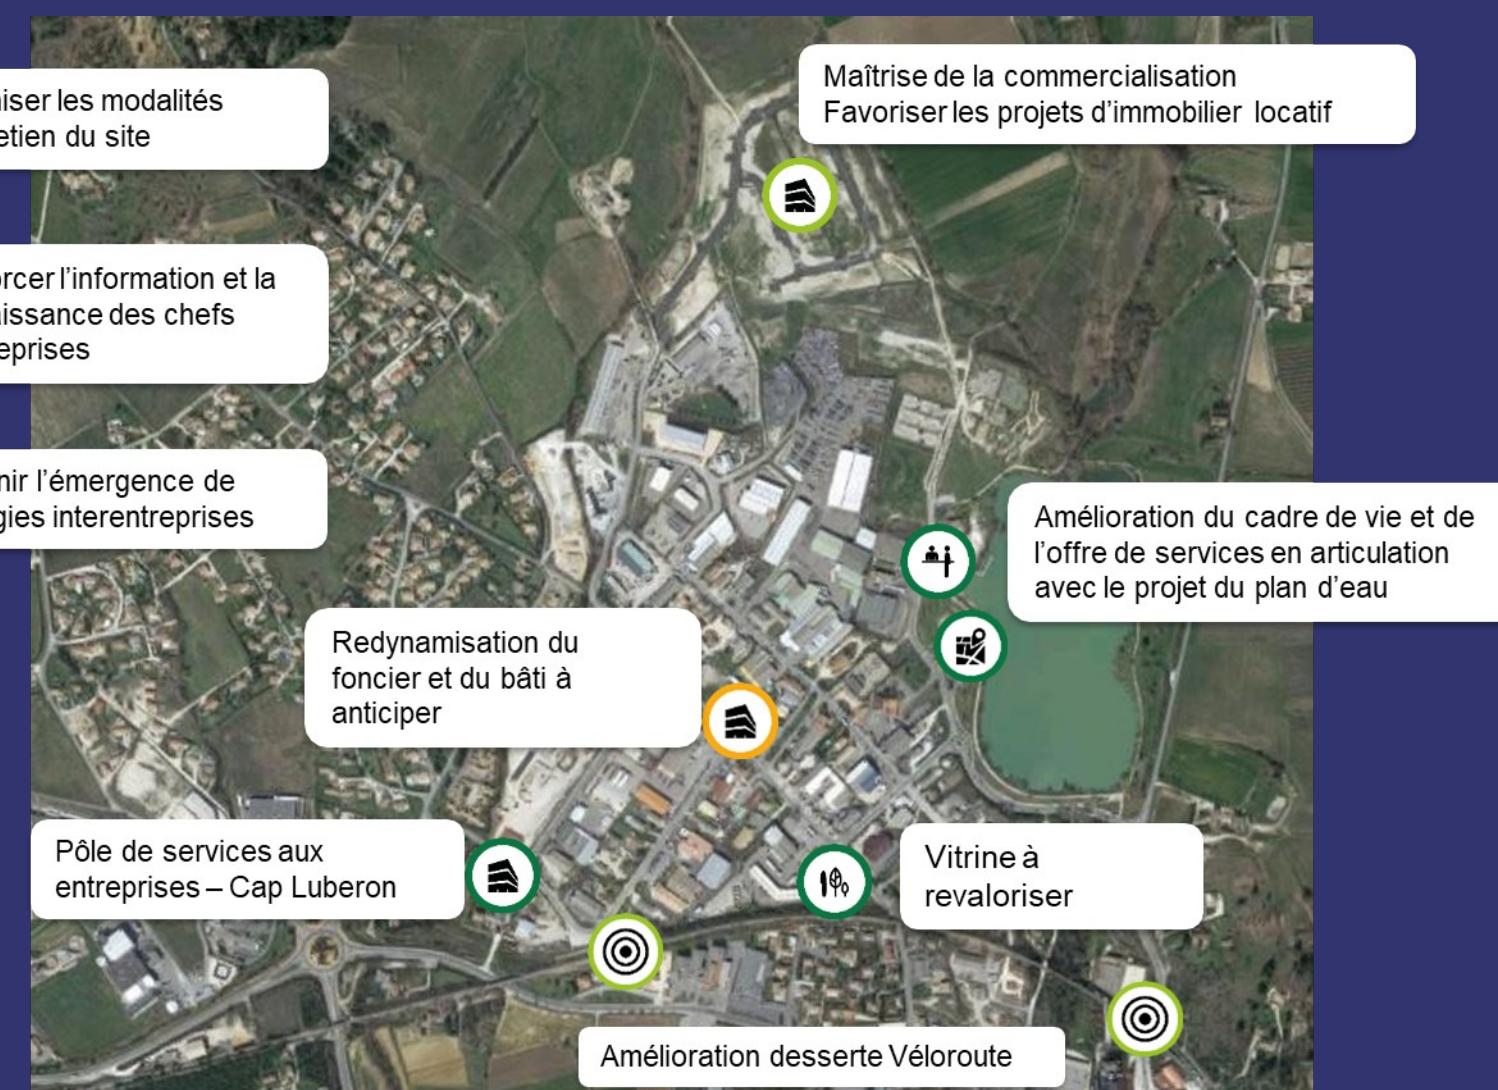 Maîtrise de la commercialisation
Favoriser les projets d'immobilier locatif
iser les modalités
etien du site
rcer l'information et la
issance des chefs
eprises
nir l'émergence de
gies interentreprises
Amélioration du cadre de vie et de
l'offre de services en articulation
avec le projet du plan d'eau
Redynamisation du
foncier et du bâti à
anticiper
Pôle de services aux
entreprises – Cap Luberon
Vitrine à
revaloriser
Amélioration desserte Véloroute